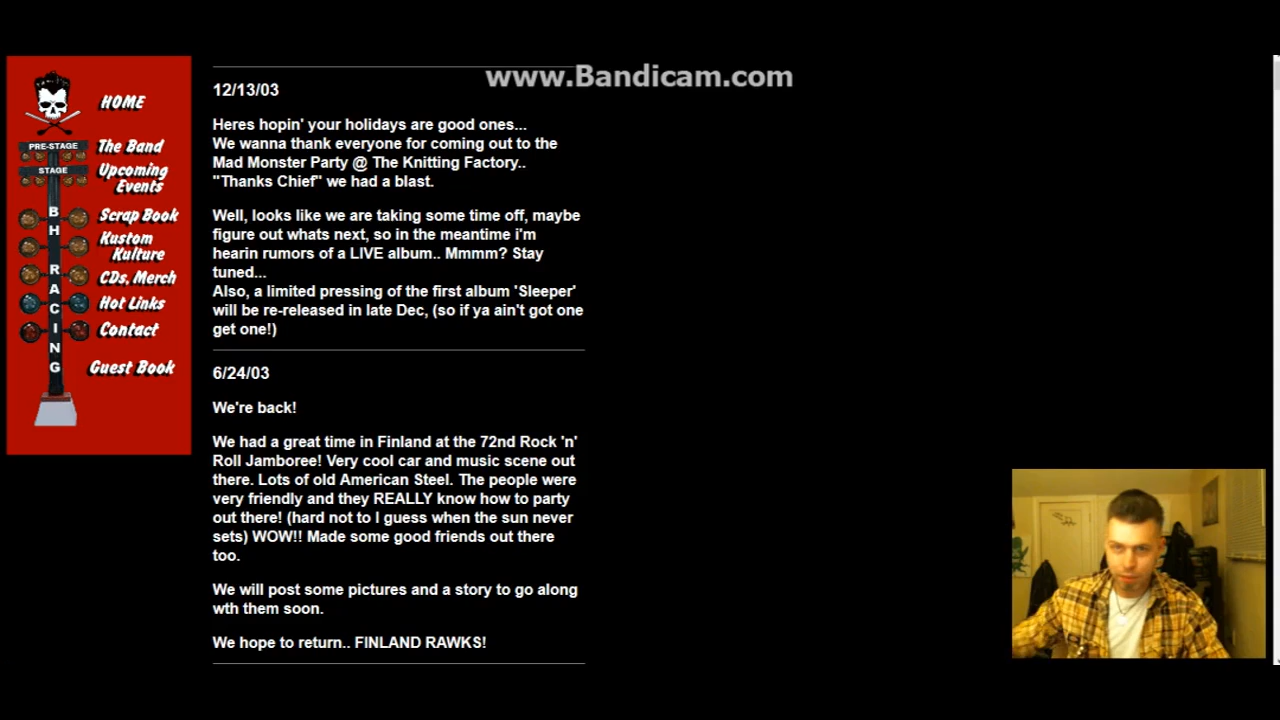 www.Bandicam.com
HOME
PRE-STAGE
The Band
STAGE
Upcoming
Events
Scrap Book
Kustom
Kulture
CDs, Merch
Hot Links
Contact
Guest Book
BH RACING
12/13/03
Heres hopin' your holidays are good ones...
We wanna thank everyone for coming out to the
Mad Monster Party @ The Knitting Factory..
"Thanks Chief" we had a blast.
Well, looks like we are taking some time off, maybe
figure out whats next, so in the meantime i'm
hearin rumors of a LIVE album.. Mmmm? Stay
tuned...
Also, a limited pressing of the first album 'Sleeper'
will be re-released in late Dec, (so if ya ain't got one
get one!)
6/24/03
We're back!
We had a great time in Finland at the 72nd Rock 'n'
Roll Jamboree! Very cool car and music scene out
there. Lots of old American Steel. The people were
very friendly and they REALLY know how to party
out there! (hard not to I guess when the sun never
sets) WOW!! Made some good friends out there
too.
We will post some pictures and a story to go along
wth them soon.
We hope to return.. FINLAND RAWKS!